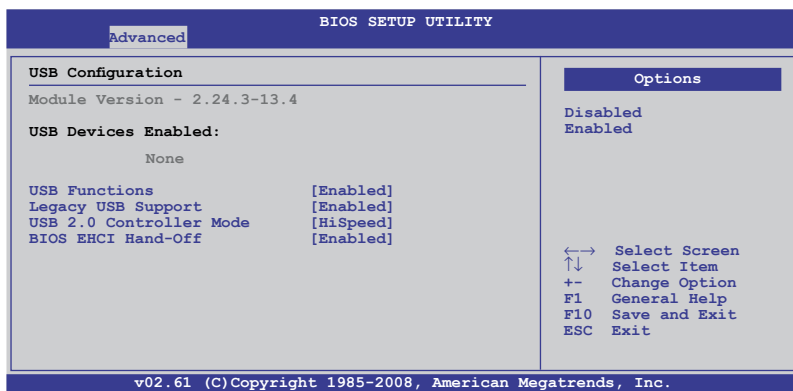 BIOS SETUP UTILITY
Advanced
USB Configuration
Module Version - 2.24.3-13.4
USB Devices Enabled:
None
USB Functions [Enabled]
Legacy USB Support [Enabled]
USB 2.0 Controller Mode [HiSpeed]
BIOS EHCI Hand-Off [Enabled]
Options
Disabled
Enabled
←→ Select Screen
↑↓ Select Item
+- Change Option
F1 General Help
F10 Save and Exit
ESC Exit
v02.61 (C)Copyright 1985-2008, American Megatrends, Inc.